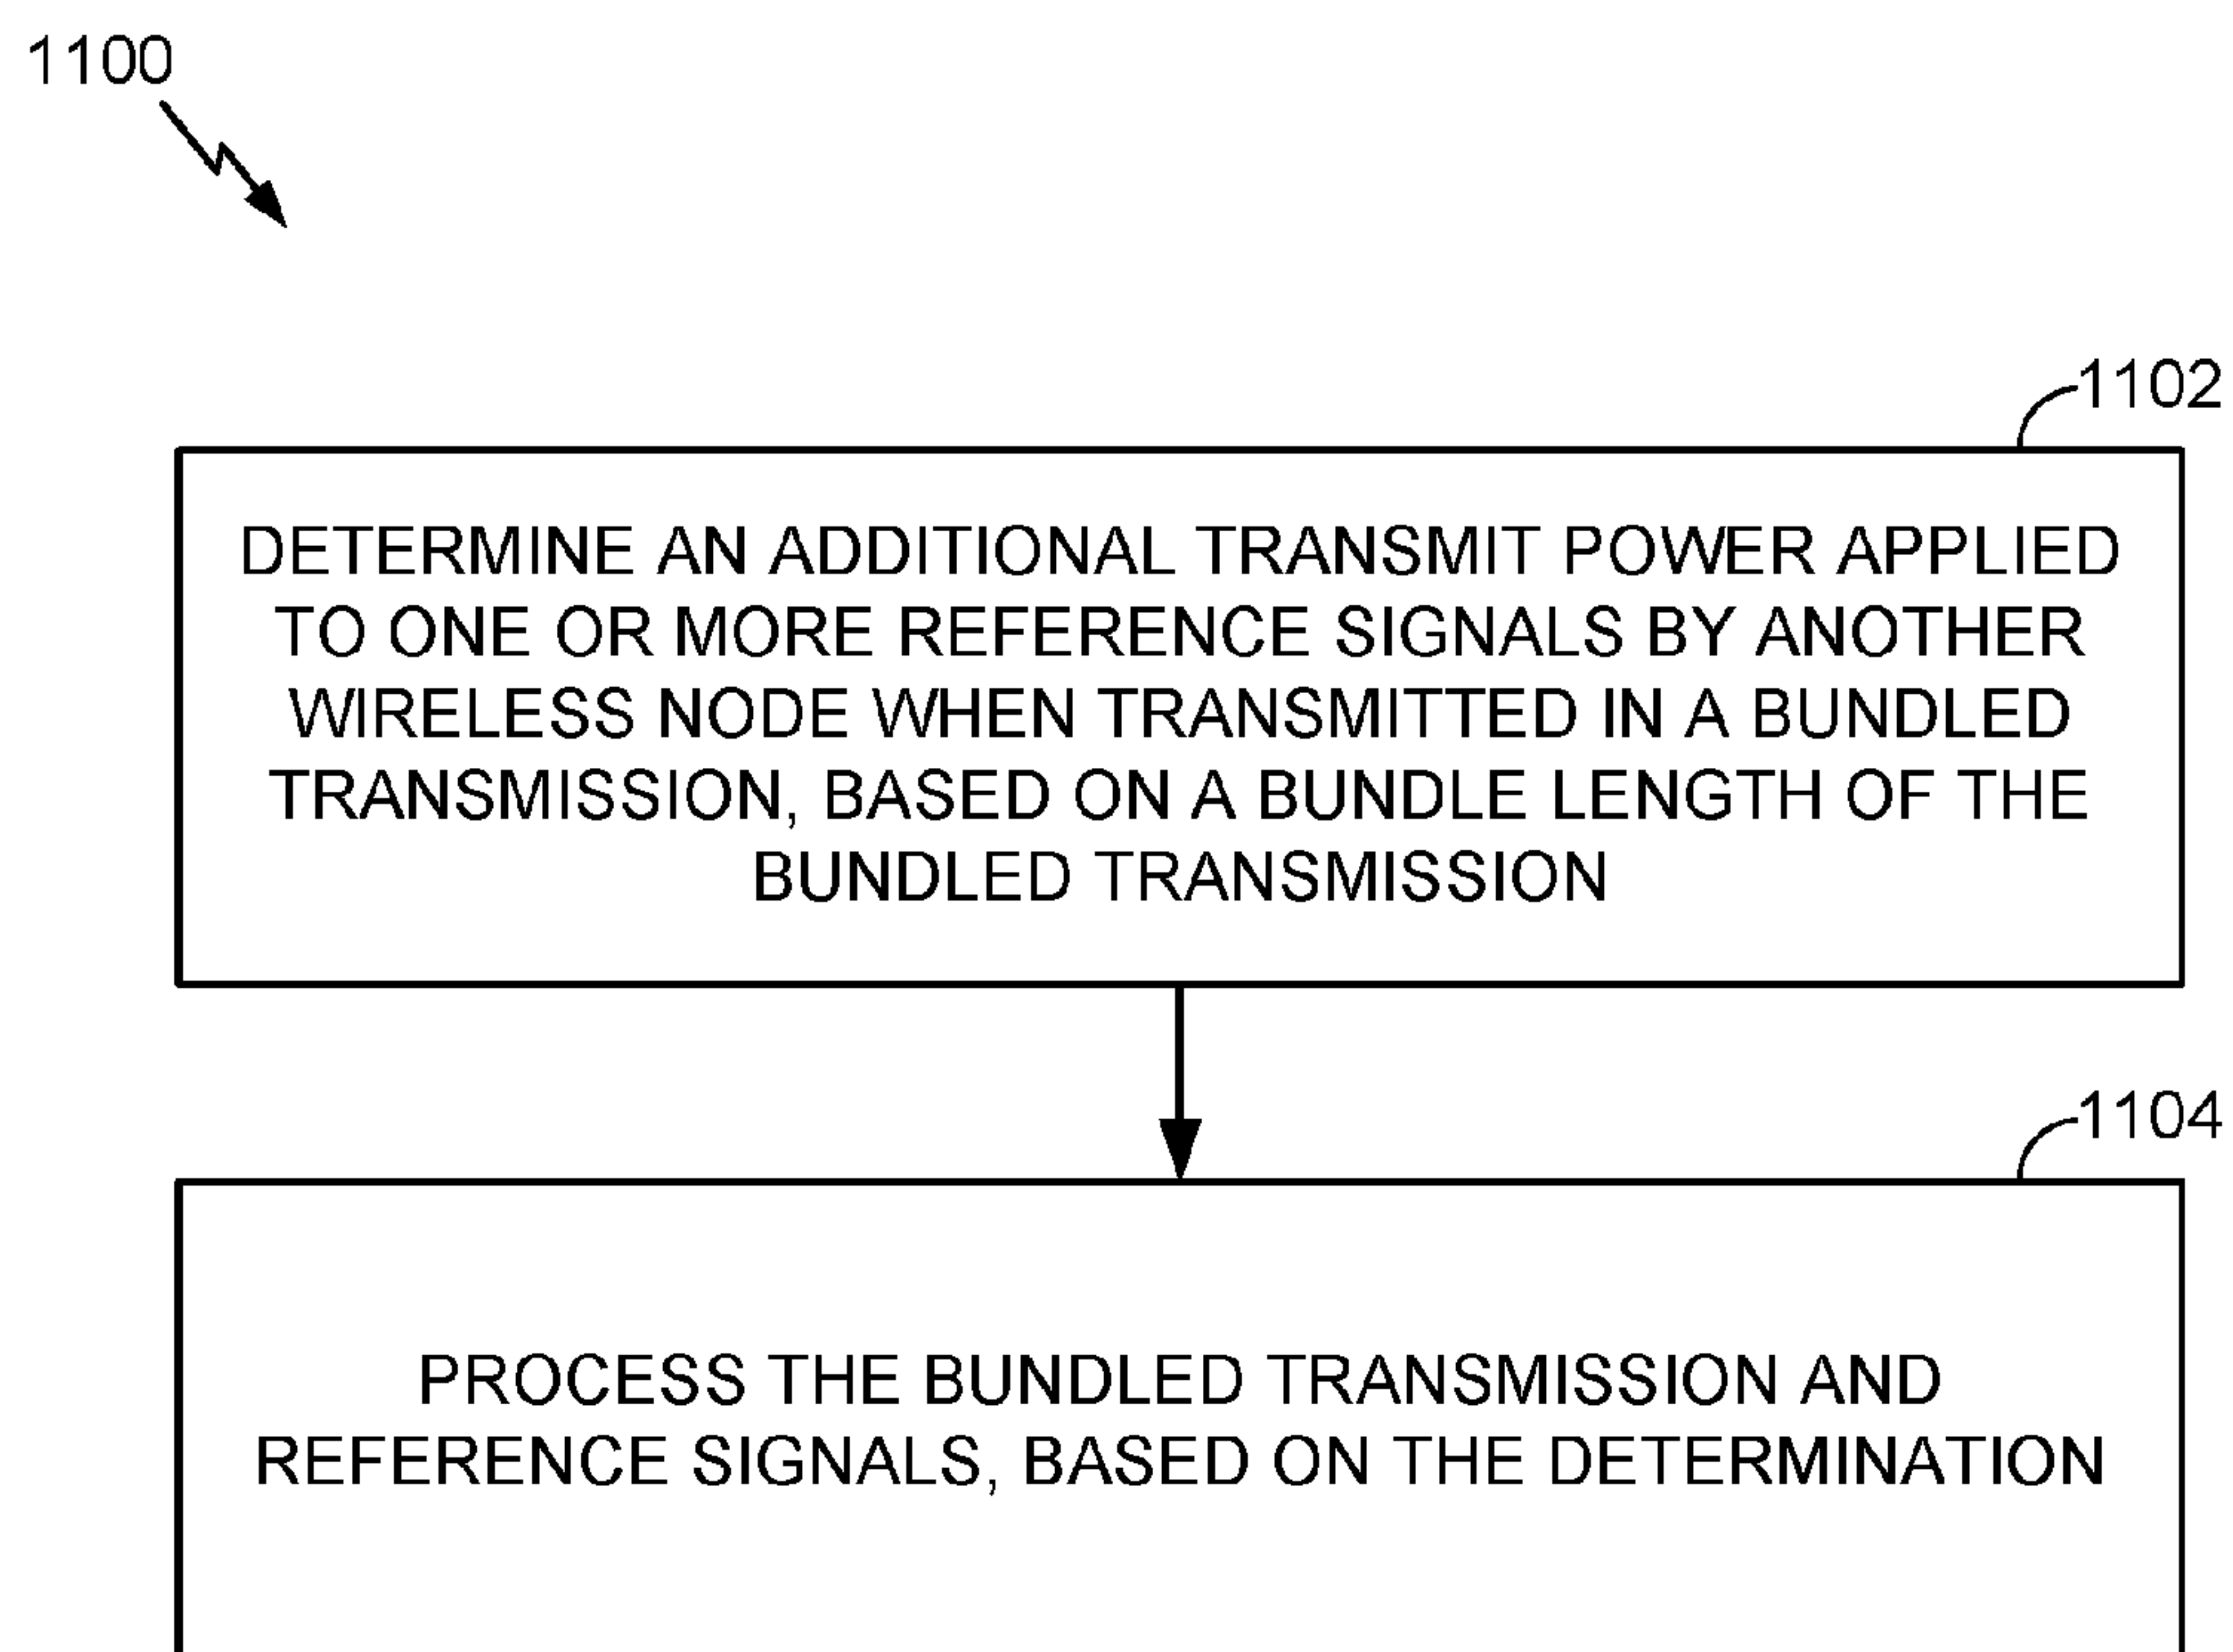 1100
1102
DETERMINE AN ADDITIONAL TRANSMIT POWER APPLIED
TO ONE OR MORE REFERENCE SIGNALS BY ANOTHER
WIRELESS NODE WHEN TRANSMITTED IN A BUNDLED
TRANSMISSION, BASED ON A BUNDLE LENGTH OF THE
BUNDLED TRANSMISSION
1104
PROCESS THE BUNDLED TRANSMISSION AND
REFERENCE SIGNALS, BASED ON THE DETERMINATION